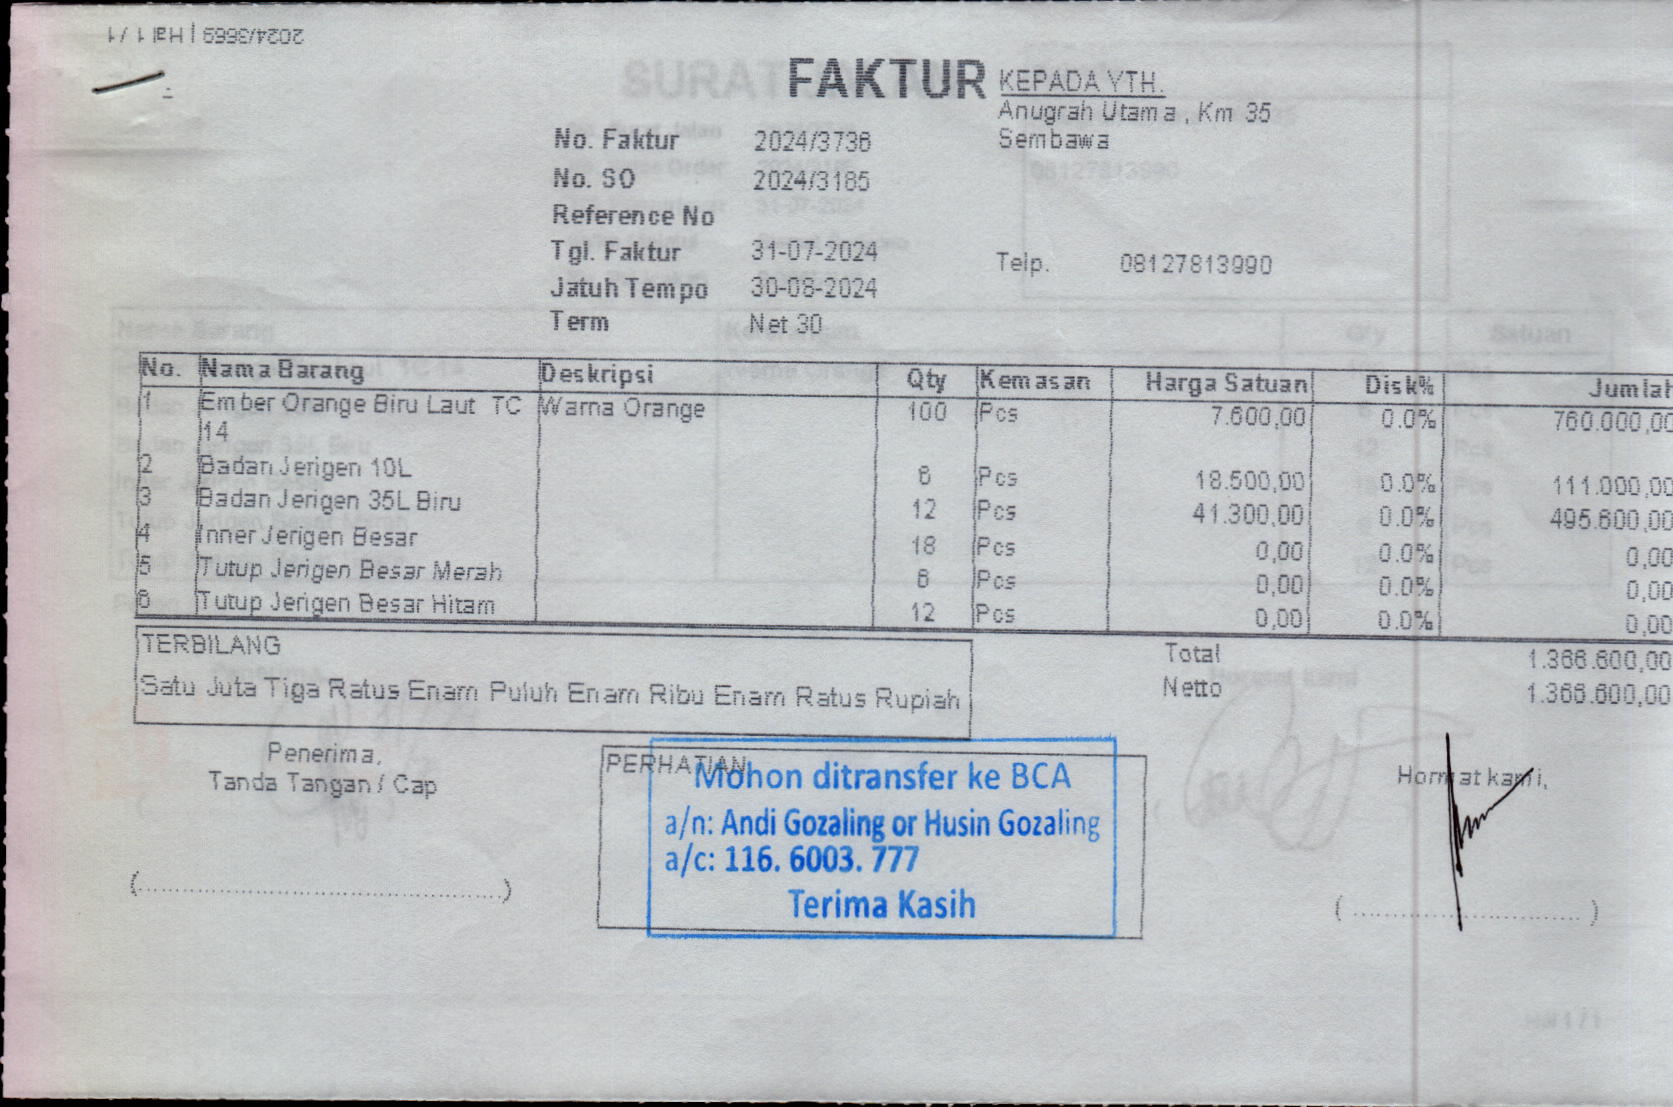 2024/3669 | Hal 1 / 1
FAKTUR
KEPADA YTH.
Anugrah Utama , Km 35
Sembawa
No. Faktur 2024/3736
No. SO 2024/3185
Reference No
Tgl. Faktur 31-07-2024
Telp. 08127813990
Jatuh Tempo 30-08-2024
Term Net 30
No. Nama Barang Deskripsi Qty Kemasan Harga Satuan Disk% Jumlah
1 Ember Orange Biru Laut TC Warna Orange 100 Pcs 7.600,00 0.0% 760.000,00
14
2 Badan Jerigen 10L 6 Pcs 18.500,00 0.0% 111.000,00
3 Badan Jerigen 35L Biru 12 Pcs 41.300,00 0.0% 495.600,00
4 Inner Jerigen Besar 18 Pcs 0,00 0.0% 0,00
5 Tutup Jerigen Besar Merah 6 Pcs 0,00 0.0% 0,00
6 Tutup Jerigen Besar Hitam 12 Pcs 0,00 0.0% 0,00
TERBILANG
Satu Juta Tiga Ratus Enam Puluh Enam Ribu Enam Ratus Rupiah
Total 1.366.600,00
Netto 1.366.600,00
Penerima,
Tanda Tangan / Cap
PERHATIAN
Mohon ditransfer ke BCA
a/n: Andi Gozaling or Husin Gozaling
a/c: 116. 6003. 777
Terima Kasih
Hormat kami,
(....................................................)
( .............................. )